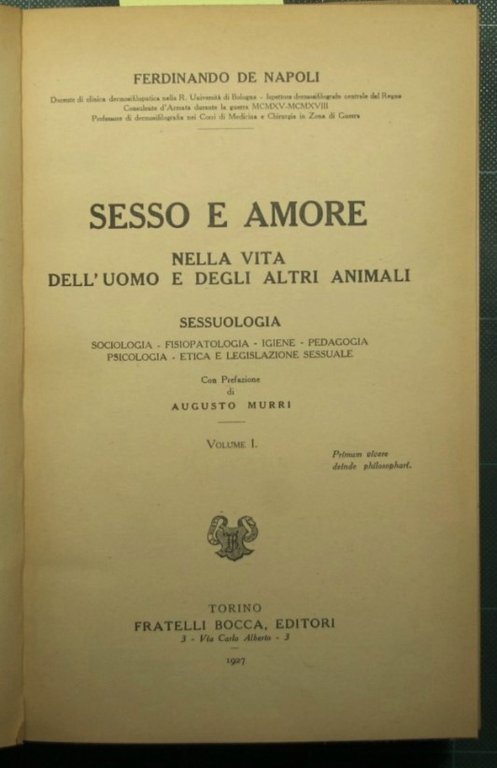 FERDINANDO DE NAPOLI
Docente di clinica dermosifilopatica nella R. Università di Bologna - Ispettore dermosifilografo centrale del Regno
Consulente d'Armata durante la guerra MCMXV-MCMXVIII
Professore di dermosifilografia nei Corsi di Medicina e Chirurgia in Zona di Guerra
SESSO E AMORE
NELLA VITA
DELL'UOMO E DEGLI ALTRI ANIMALI
SESSUOLOGIA
SOCIOLOGIA - FISIOPATOLOGIA - IGIENE - PEDAGOGIA
PSICOLOGIA - ETICA E LEGISLAZIONE SESSUALE
Con Prefazione
di
AUGUSTO MURRI
VOLUME I.
Primum vivere
deinde philosophari.
TORINO
FRATELLI BOCCA, EDITORI
3 - Via Carlo Alberto - 3
1927